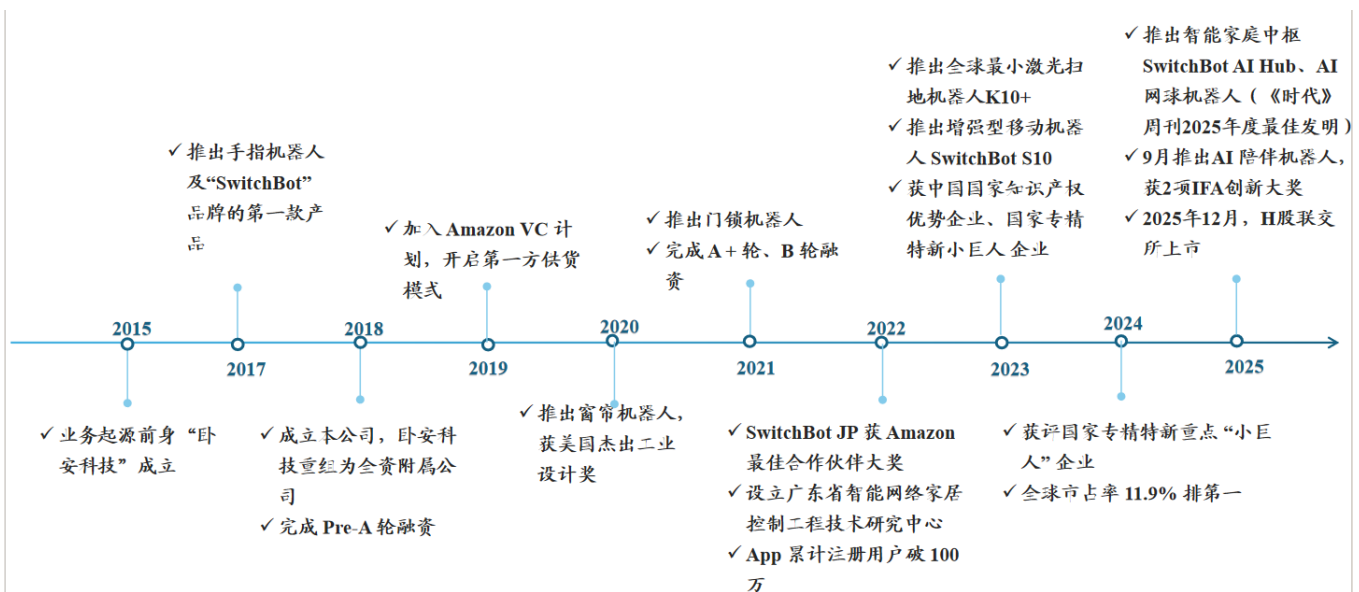 ✓ 推出手指机器人
及“SwitchBot”
品牌的第一款产
品
✓ 加入 Amazon VC 计
划，开启第一方供货
模式
✓ 推出门锁机器人
✓ 完成 A + 轮、B 轮融
资
✓ 推出全球最小激光扫
地机器人K10+
✓ 推出增强型移动机器
人 SwitchBot S10
✓ 获中国国家知识产权
优势企业、国家专精
特新小巨人 企业
✓ 推出智能家庭中枢
SwitchBot AI Hub、AI
网球机器人（《时代》
周刊2025年度最佳发明）
✓ 9月推出AI 陪伴机器人，
获2项IFA创新大奖
✓ 2025年12月，H股联交
所上市
2015
2017
2018
2019
2020
2021
2022
2023
2024
2025
✓ 业务起源前身“卧
安科技”成立
✓ 成立本公司，卧安科
技重组为全资附属公
司
✓ 完成 Pre-A 轮融资
✓ 推出窗帘机器人，
获美国杰出工业
设计奖
✓ SwitchBot JP 获 Amazon
最佳合作伙伴大奖
✓ 设立广东省智能网络家居
控制工程技术研究中心
✓ App 累计注册用户破 100
万
✓ 获评国家专精特新重点 “小巨
人” 企业
✓ 全球市占率 11.9% 排第一